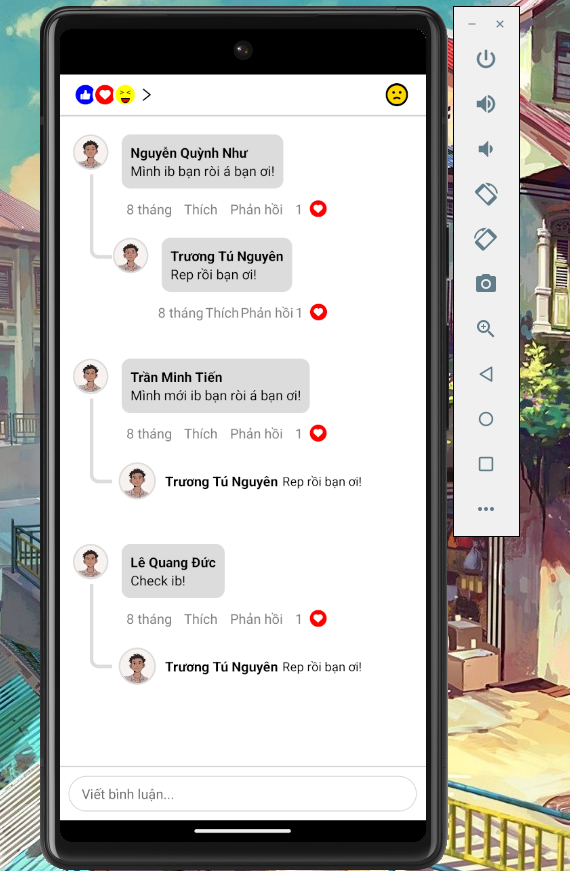 Nguyễn Quỳnh Như
Mình ib bạn ròi á bạn ơi!
8 tháng Thích Phản hồi 1
Trương Tú Nguyên
Rep rồi bạn ơi!
8 tháng Thích Phản hồi 1
Trần Minh Tiến
Mình mới ib bạn ròi á bạn ơi!
8 tháng Thích Phản hồi 1
Trương Tú Nguyên Rep rồi bạn ơi!
Lê Quang Đức
Check ib!
8 tháng Thích Phản hồi 1
Trương Tú Nguyên Rep rồi bạn ơi!
Viết bình luận...